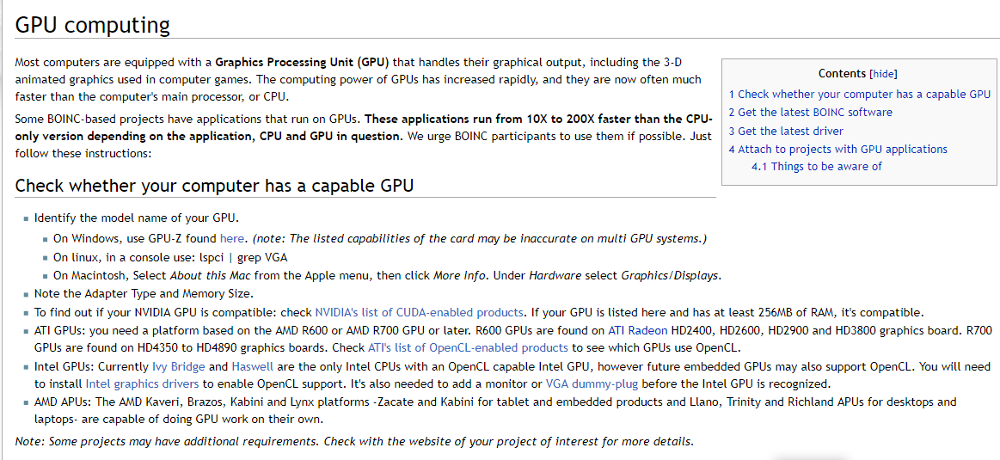 GPU computing
Most computers are equipped with a Graphics Processing Unit (GPU) that handles their graphical output, including the 3-D
animated graphics used in computer games. The computing power of GPUs has increased rapidly, and they are now often much
faster than the computer's main processor, or CPU.
Some BOINC-based projects have applications that run on GPUs. These applications run from 10X to 200X faster than the CPU-
only version depending on the application, CPU and GPU in question. We urge BOINC participants to use them if possible. Just
follow these instructions:
Contents [hide]
1 Check whether your computer has a capable GPU
2 Get the latest BOINC software
3 Get the latest driver
4 Attach to projects with GPU applications
4.1 Things to be aware of
Check whether your computer has a capable GPU
Identify the model name of your GPU.
On Windows, use GPU-Z found here. (note: The listed capabilities of the card may be inaccurate on multi GPU systems.)
On linux, in a console use: lspci | grep VGA
On Macintosh, Select About this Mac from the Apple menu, then click More Info. Under Hardware select Graphics/Displays.
Note the Adapter Type and Memory Size.
To find out if your NVIDIA GPU is compatible: check NVIDIA's list of CUDA-enabled products. If your GPU is listed here and has at least 256MB of RAM, it's compatible.
ATI GPUs: you need a platform based on the AMD R600 or AMD R700 GPU or later. R600 GPUs are found on ATI Radeon HD2400, HD2600, HD2900 and HD3800 graphics board. R700
GPUs are found on HD4350 to HD4890 graphics boards. Check ATI's list of OpenCL-enabled products to see which GPUs use OpenCL.
Intel GPUs: Currently Ivy Bridge and Haswell are the only Intel CPUs with an OpenCL capable Intel GPU, however future embedded GPUs may also support OpenCL. You will need
to install Intel graphics drivers to enable OpenCL support. It's also needed to add a monitor or VGA dummy-plug before the Intel GPU is recognized.
AMD APUs: The AMD Kaveri, Brazos, Kabini and Lynx platforms -Zacate and Kabini for tablet and embedded products and Llano, Trinity and Richland APUs for desktops and
laptops- are capable of doing GPU work on their own.
Note: Some projects may have additional requirements. Check with the website of your project of interest for more details.